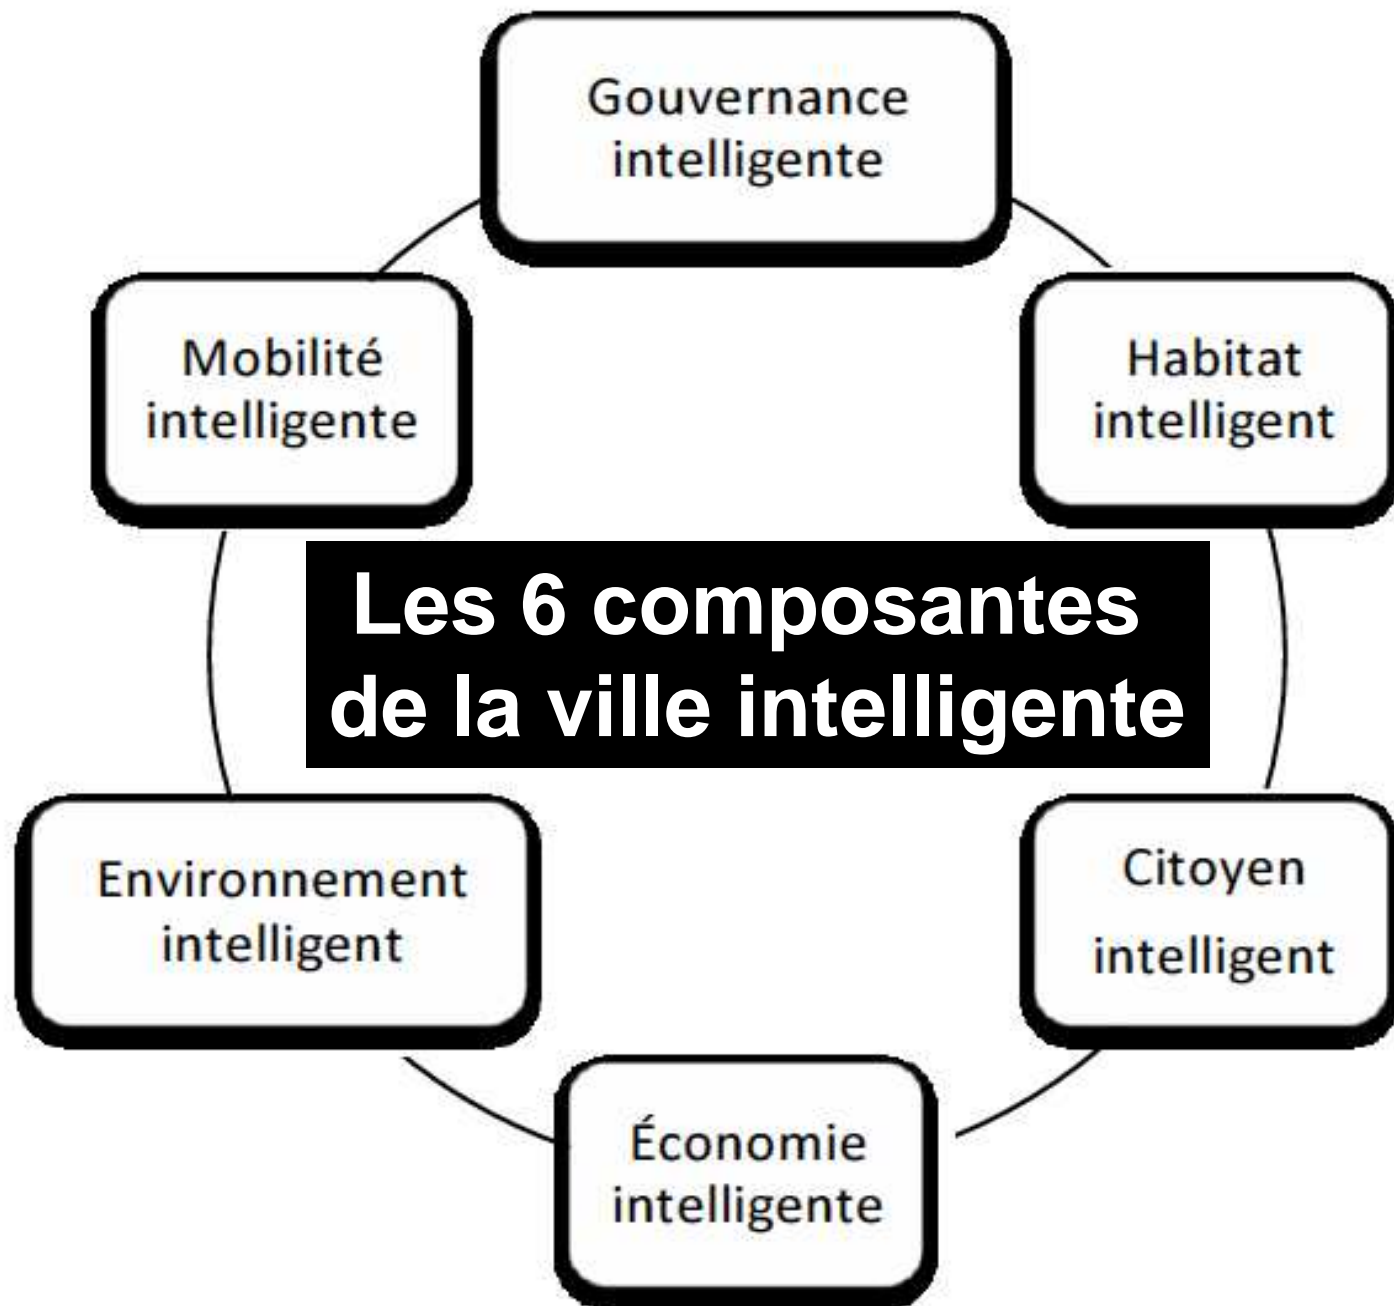 Gouvernance
intelligente
Mobilité
intelligente
Habitat
intelligent
Les 6 composantes
de la ville intelligente
Environnement
intelligent
Citoyen
intelligent
Économie
intelligente